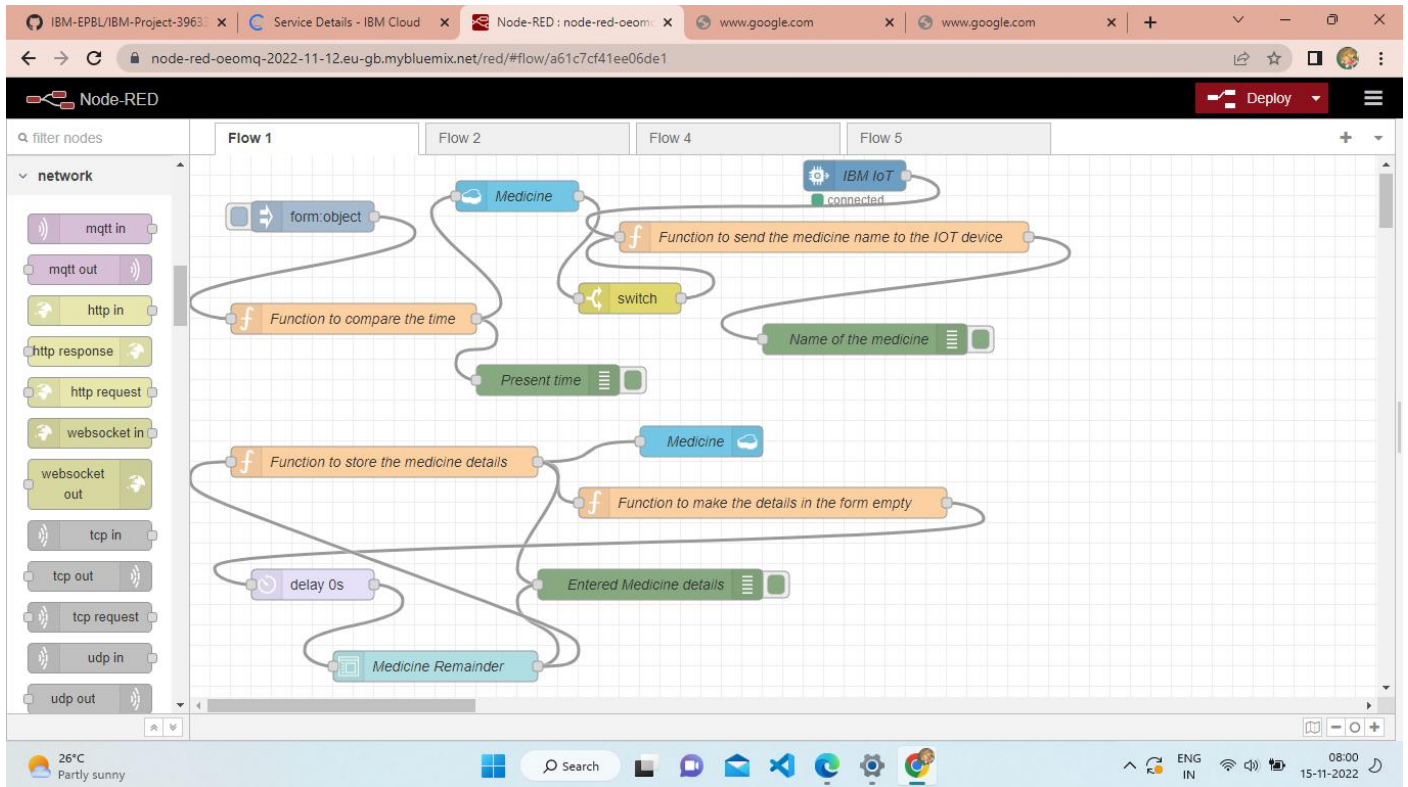 IBM-EPBL/IBM-Project-3963
Service Details - IBM Cloud
Node-RED : node-red-oeom
www.google.com
www.google.com
node-red-oeomq-2022-11-12.eu-gb.mybluemix.net/red/#flow/a61c7cf41ee06de1
Node-RED
Deploy
filter nodes
Flow 1
Flow 2
Flow 4
Flow 5
network
mqtt in
mqtt out
http in
http response
http request
websocket in
websocket
out
tcp in
tcp out
tcp request
udp in
udp out
IBM IoT
connected
Medicine
form:object
Function to send the medicine name to the IOT device
switch
Function to compare the time
Name of the medicine
Present time
Medicine
Function to store the medicine details
Function to make the details in the form empty
delay 0s
Entered Medicine details
Medicine Remainder
26°C
Partly sunny
Search
ENG
IN
08:00
15-11-2022